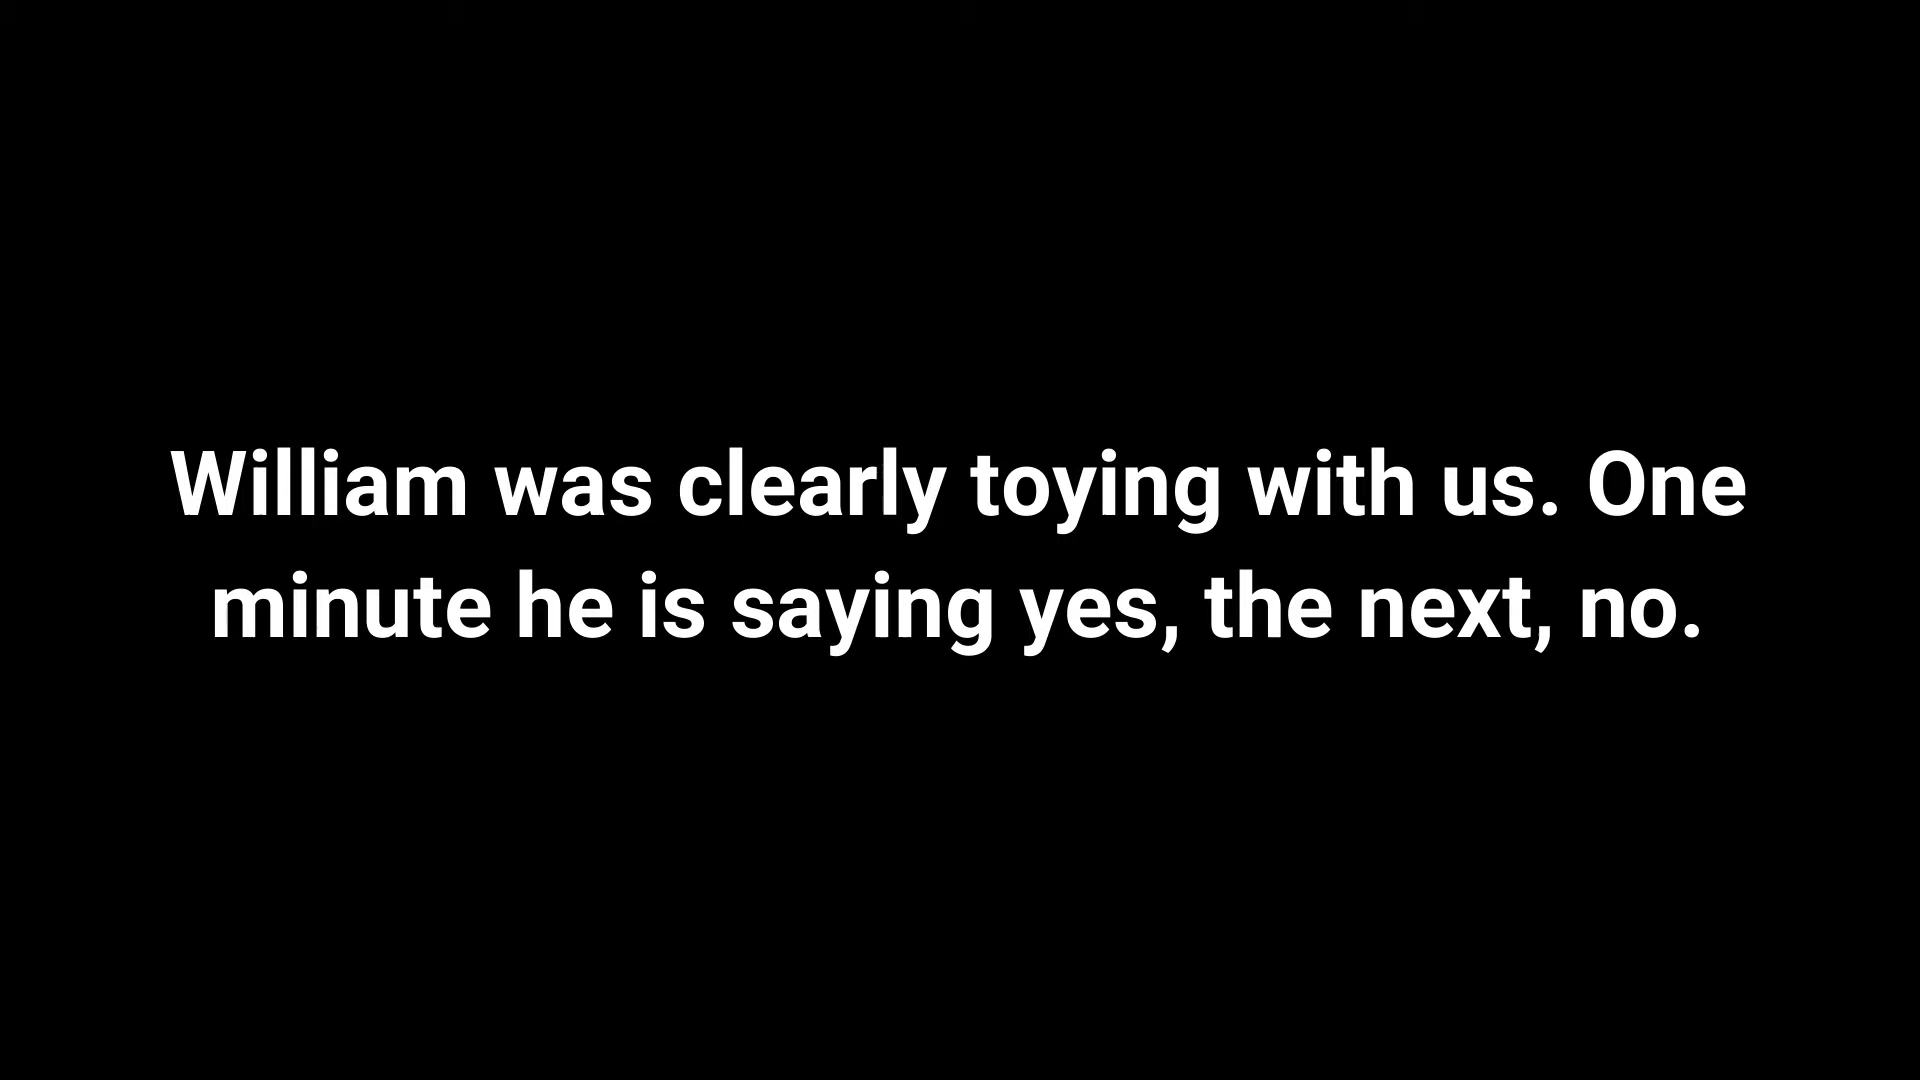 William was clearly toying with us. One
minute he is saying yes, the next, no.